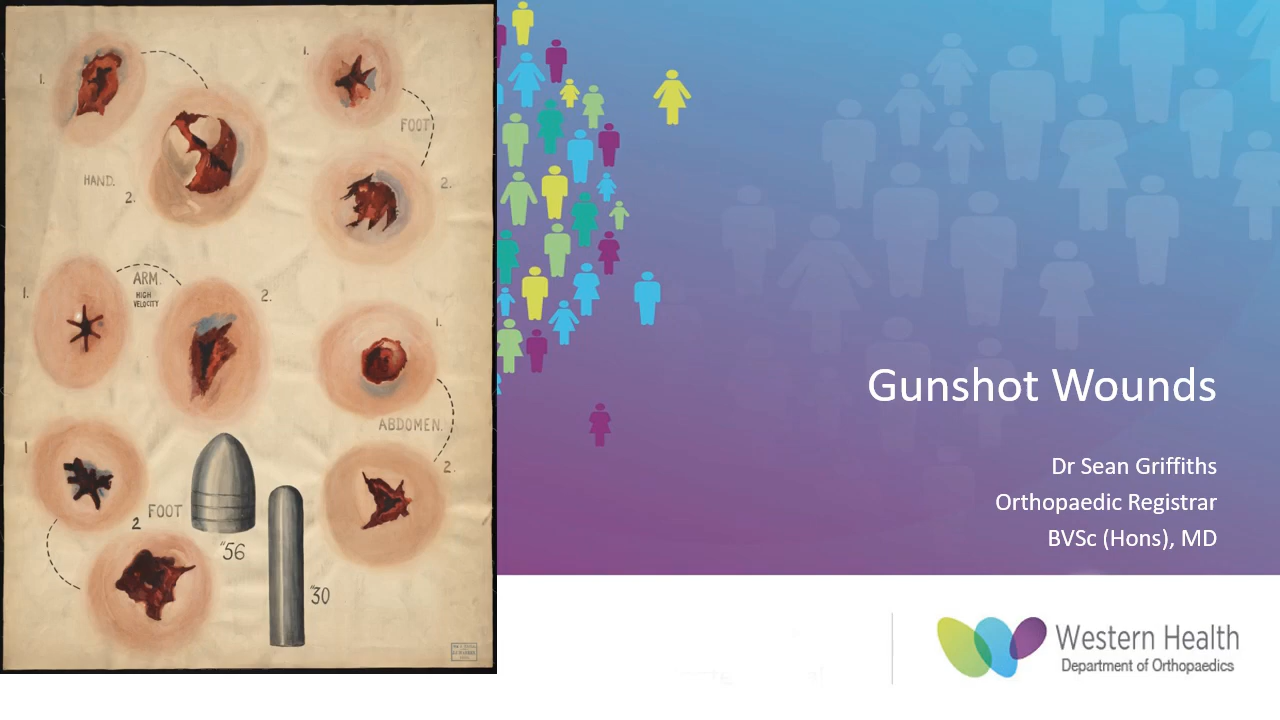 1.
1.
FOOT
HAND.
2.
2.
1.
ARM.
HIGH
VELOCITY
2.
1.
ABDOMEN.
1
2.
FOOT
2
"56
"30
Gunshot Wounds
Dr Sean Griffiths
Orthopaedic Registrar
BVSc (Hons), MD
Western Health
Department of Orthopaedics